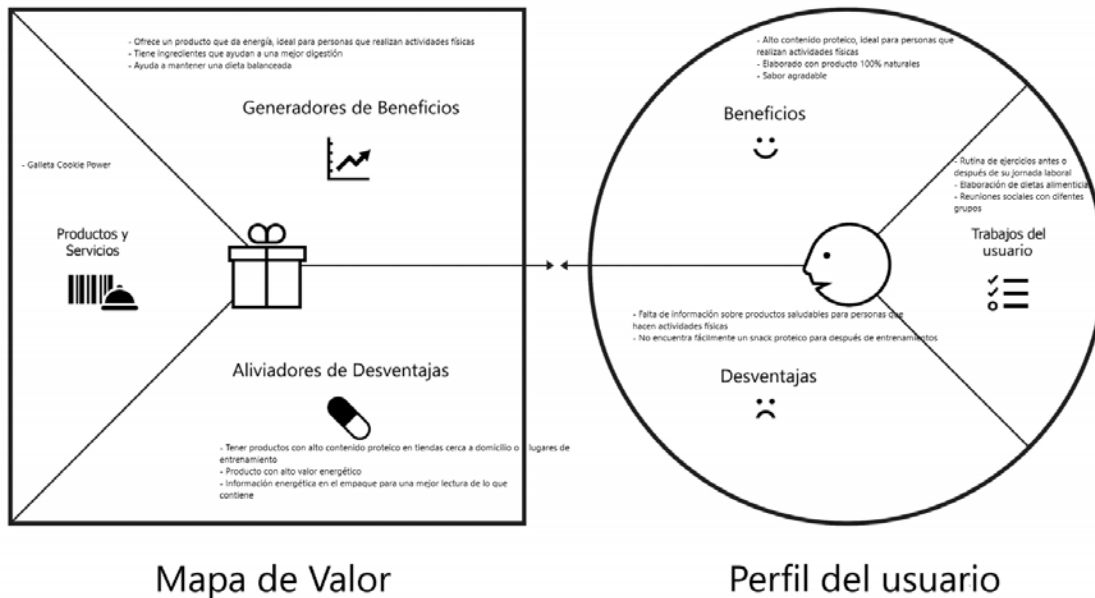 - Ofrece un producto que da energía, ideal para personas que realizan actividades físicas
- Tiene ingredientes que ayudan a una mejor digestión
- Ayuda a mantener una dieta balanceada
Generadores de Beneficios
- Galleta Cookie Power
Productos y
Servicios
Aliviadores de Desventajas
- Tener productos con alto contenido proteico en tiendas cerca a domicilio o lugares de
entrenamiento
- Producto con alto valor energético
- Información energética en el empaque para una mejor lectura de lo que
contiene
Mapa de Valor
- Alto contenido proteico, ideal para personas que
realizan actividades físicas
- Elaborado con producto 100% naturales
- Sabor agradable
Beneficios
- Rutina de ejercicios antes o
después de su jornada laboral
- Elaboración de dietas alimenticia
- Reuniones sociales con difentes
grupos
Trabajos del
usuario
- Falta de información sobre productos saludables para personas que
hacen actividades físicas
- No encuentra fácilmente un snack proteico para después de entrenamientos
Desventajas
Perfil del usuario